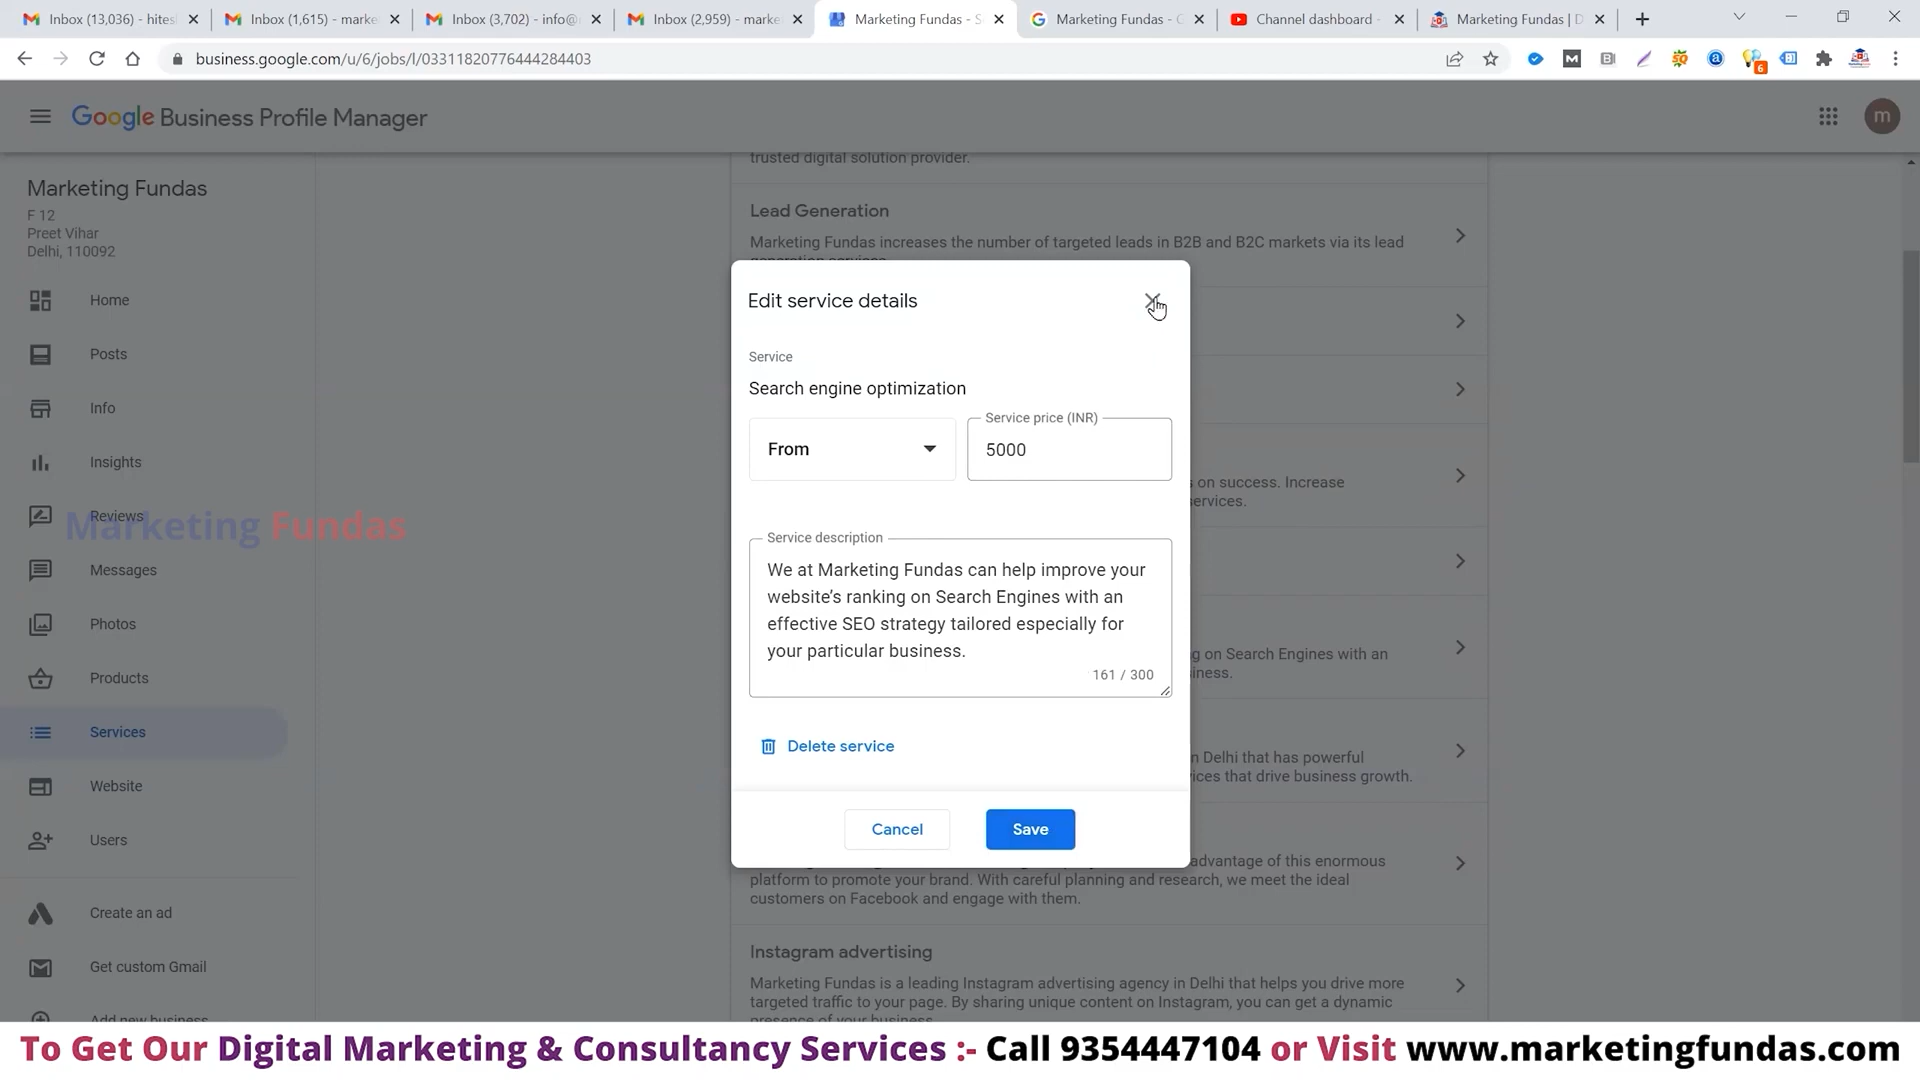 Inbox (13,036) - hites
Inbox (1,615) - marke
Inbox (3,702) - info@
Inbox (2,959) - marke
Marketing Fundas - S
Marketing Fundas - G
Channel dashboard -
Marketing Fundas | D
business.google.com/u/6/jobs/l/03311820776444284403
6
Google Business Profile Manager
m
Marketing Fundas
F 12
Preet Vihar
Delhi, 110092
Home
Posts
Info
Insights
Reviews
Marketing Fundas
Messages
Photos
Products
Services
Website
Users
Create an ad
Get custom Gmail
Add new business
trusted digital solution provider.
Lead Generation
Marketing Fundas increases the number of targeted leads in B2B and B2C markets via its lead
generation services.
Edit service details
Service
Search engine optimization
From
Service price (INR)
5000
Service description
We at Marketing Fundas can help improve your
website's ranking on Search Engines with an
effective SEO strategy tailored especially for
your particular business.
161 / 300
Delete service
Cancel
Save
s on success. Increase
services.
g on Search Engines with an
iness.
n Delhi that has powerful
ices that drive business growth.
advantage of this enormous
platform to promote your brand. With careful planning and research, we meet the ideal
customers on Facebook and engage with them.
Instagram advertising
Marketing Fundas is a leading Instagram advertising agency in Delhi that helps you drive more
targeted traffic to your page. By sharing unique content on Instagram, you can get a dynamic
presence of your business.
To Get Our Digital Marketing & Consultancy Services :- Call 9354447104 or Visit www.marketingfundas.com